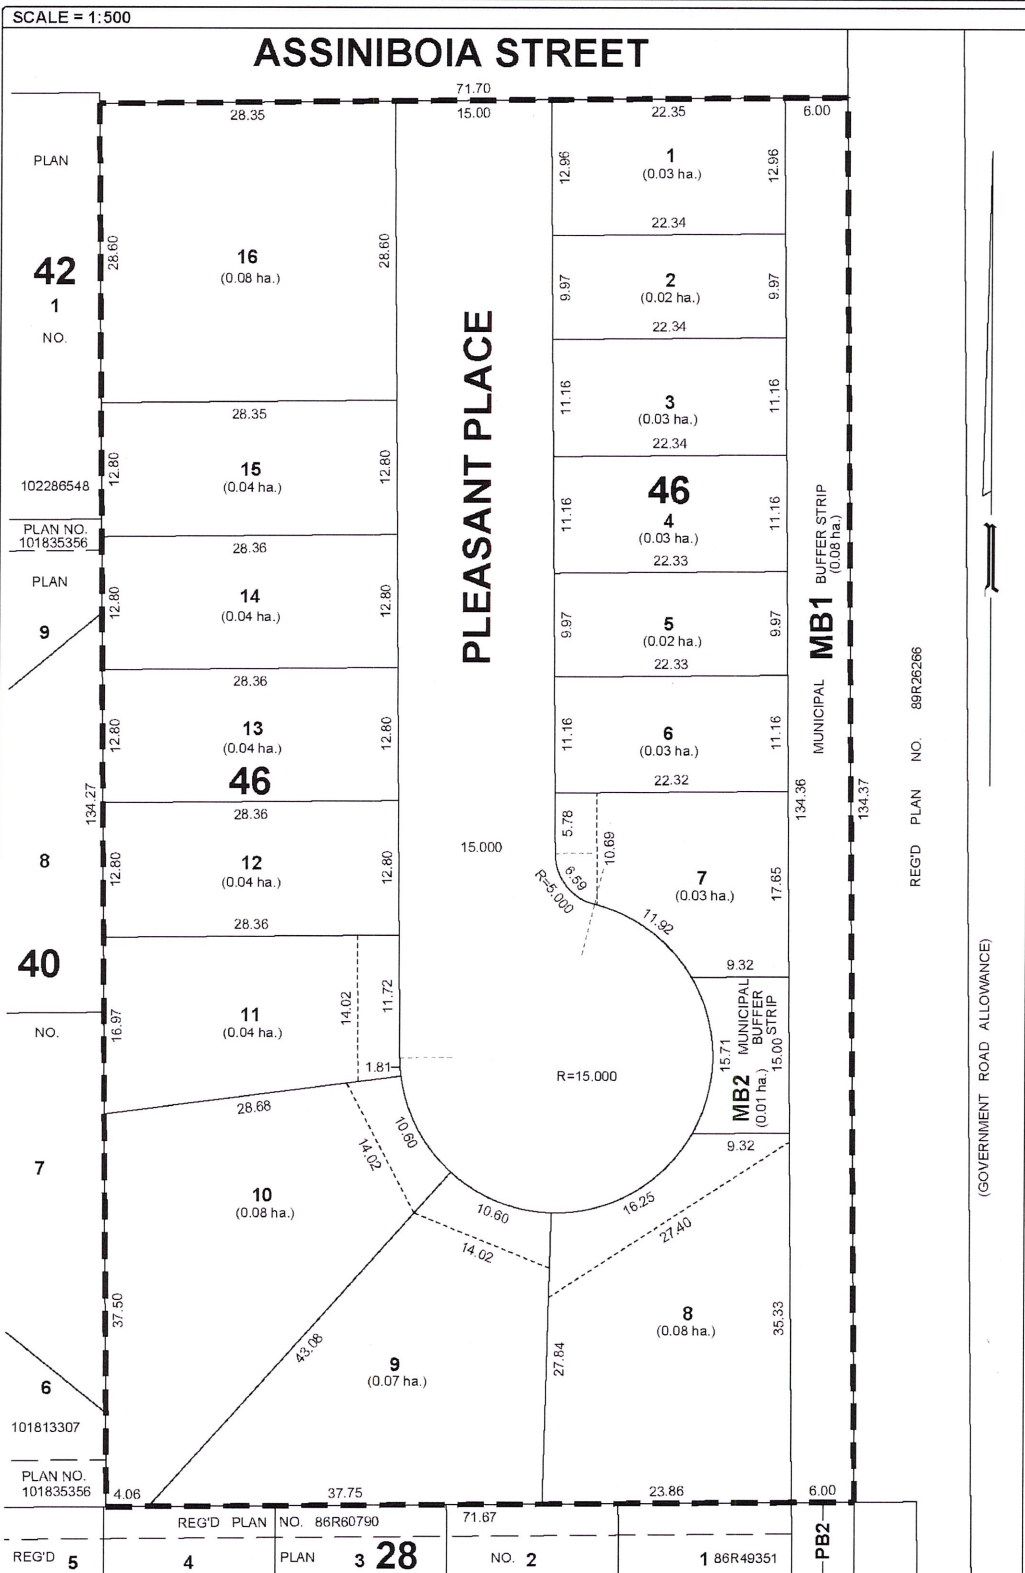 SCALE = 1:500
ASSINIBOIA STREET
71.70
28.35
15.00
22.35
6.00
PLAN
42
1
NO.
102286548
PLAN NO.
101835356
PLAN
9
8
40
NO.
7
6
101813307
PLAN NO.
101835356
134.27
28.60
16
(0.08 ha.)
28.60
28.35
12.80
15
(0.04 ha.)
12.80
28.36
12.80
14
(0.04 ha.)
12.80
28.36
12.80
13
(0.04 ha.)
46
12.80
28.36
12.80
12
(0.04 ha.)
12.80
28.36
16.97
11
(0.04 ha.)
14.02
11.72
1.81
28.68
10
(0.08 ha.)
14.02
10.60
37.50
43.08
9
(0.07 ha.)
10.60
14.02
PLEASANT PLACE
15.000
R=15.000
12.96
1
(0.03 ha.)
12.96
22.34
9.97
2
(0.02 ha.)
9.97
22.34
11.16
3
(0.03 ha.)
11.16
22.34
46
11.16
4
(0.03 ha.)
11.16
22.33
9.97
5
(0.02 ha.)
9.97
22.33
11.16
6
(0.03 ha.)
11.16
22.32
5.78
10.69
6.59
R=5.000
7
(0.03 ha.)
17.65
11.92
9.32
15.71
MB2
(0.01 ha.)
MUNICIPAL
BUFFER
STRIP
15.00
9.32
16.25
27.40
8
(0.08 ha.)
27.84
35.33
MUNICIPAL MB1 BUFFER STRIP
(0.08 ha.)
134.36
134.37
REG'D PLAN NO. 89R26266
(GOVERNMENT ROAD ALLOWANCE)
4.06
37.75
23.86
6.00
REG'D PLAN NO. 86R60790
71.67
REG'D 5
4
PLAN 3 28
NO. 2
1 86R49351
PB2